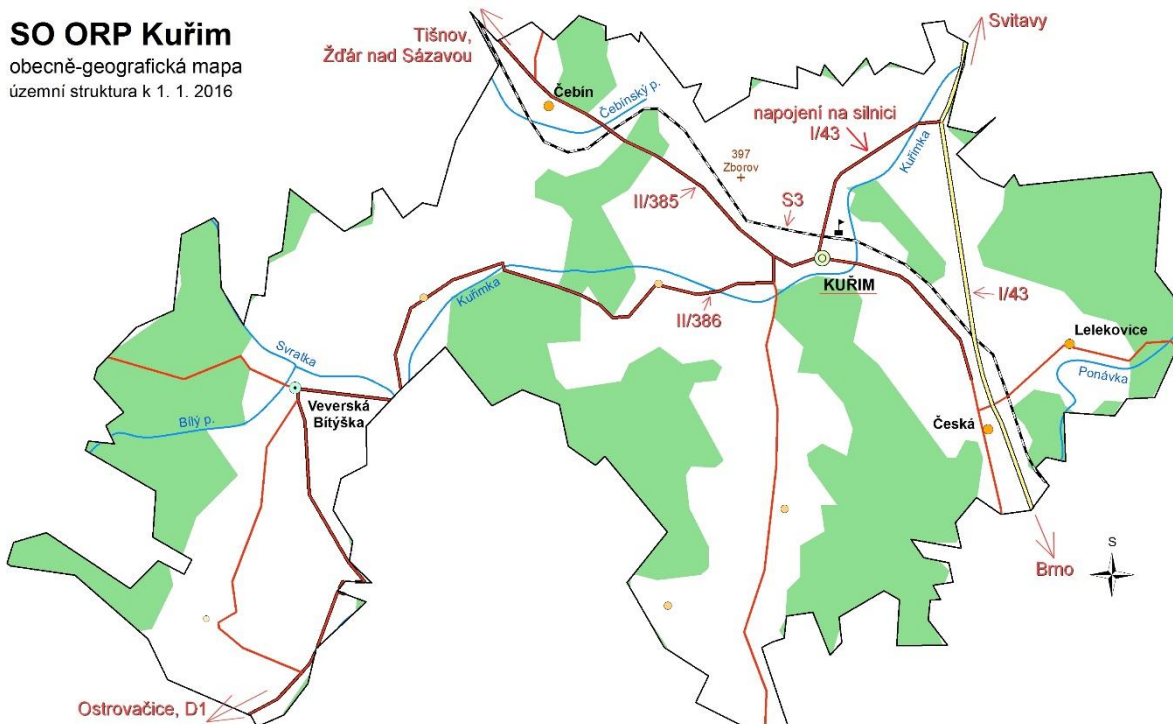 SO ORP Kuřim
obecně-geografická mapa
územní struktura k 1. 1. 2016
Tišnov,
Žďár nad Sázavou
Svitavy
Čebín
Čebínský p.
napojení na silnici
I/43
Kuřimka
397
Zborov
II/385
S3
KUŘIM
I/43
Kuřimka
II/386
Lelekovice
Ponávka
Svratka
Veverská
Bítýška
Bílý p.
Česká
S
Brno
Ostrovačice, D1